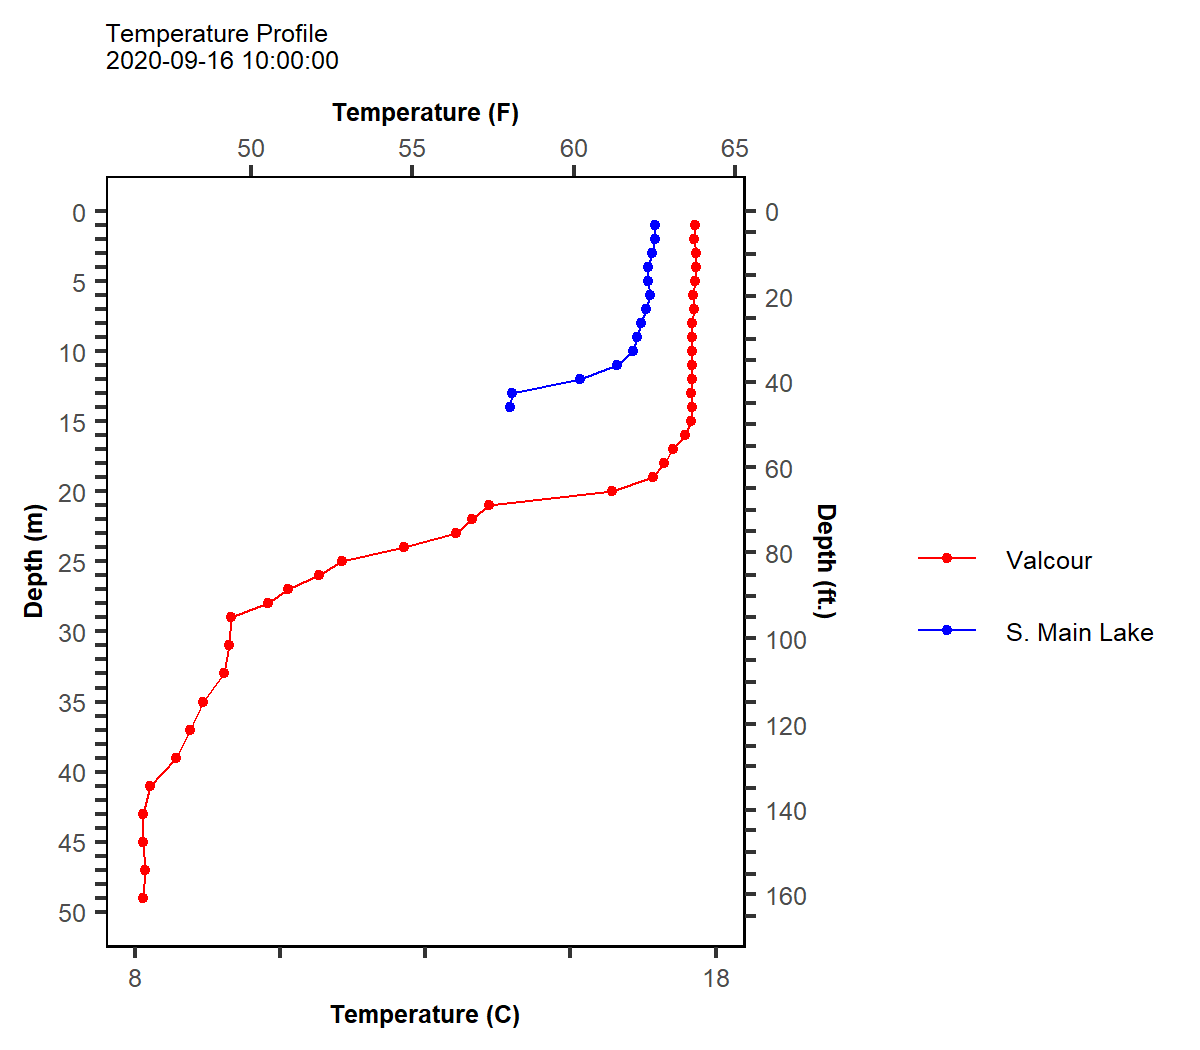 Temperature Profile
2020-09-16 10:00:00
Temperature (F)
50 55 60 65
0
5
10
15
20
25
30
35
40
45
50
Depth (m)
0
20
40
60
80
100
120
140
160
Depth (ft.)
Valcour
S. Main Lake
8 18
Temperature (C)